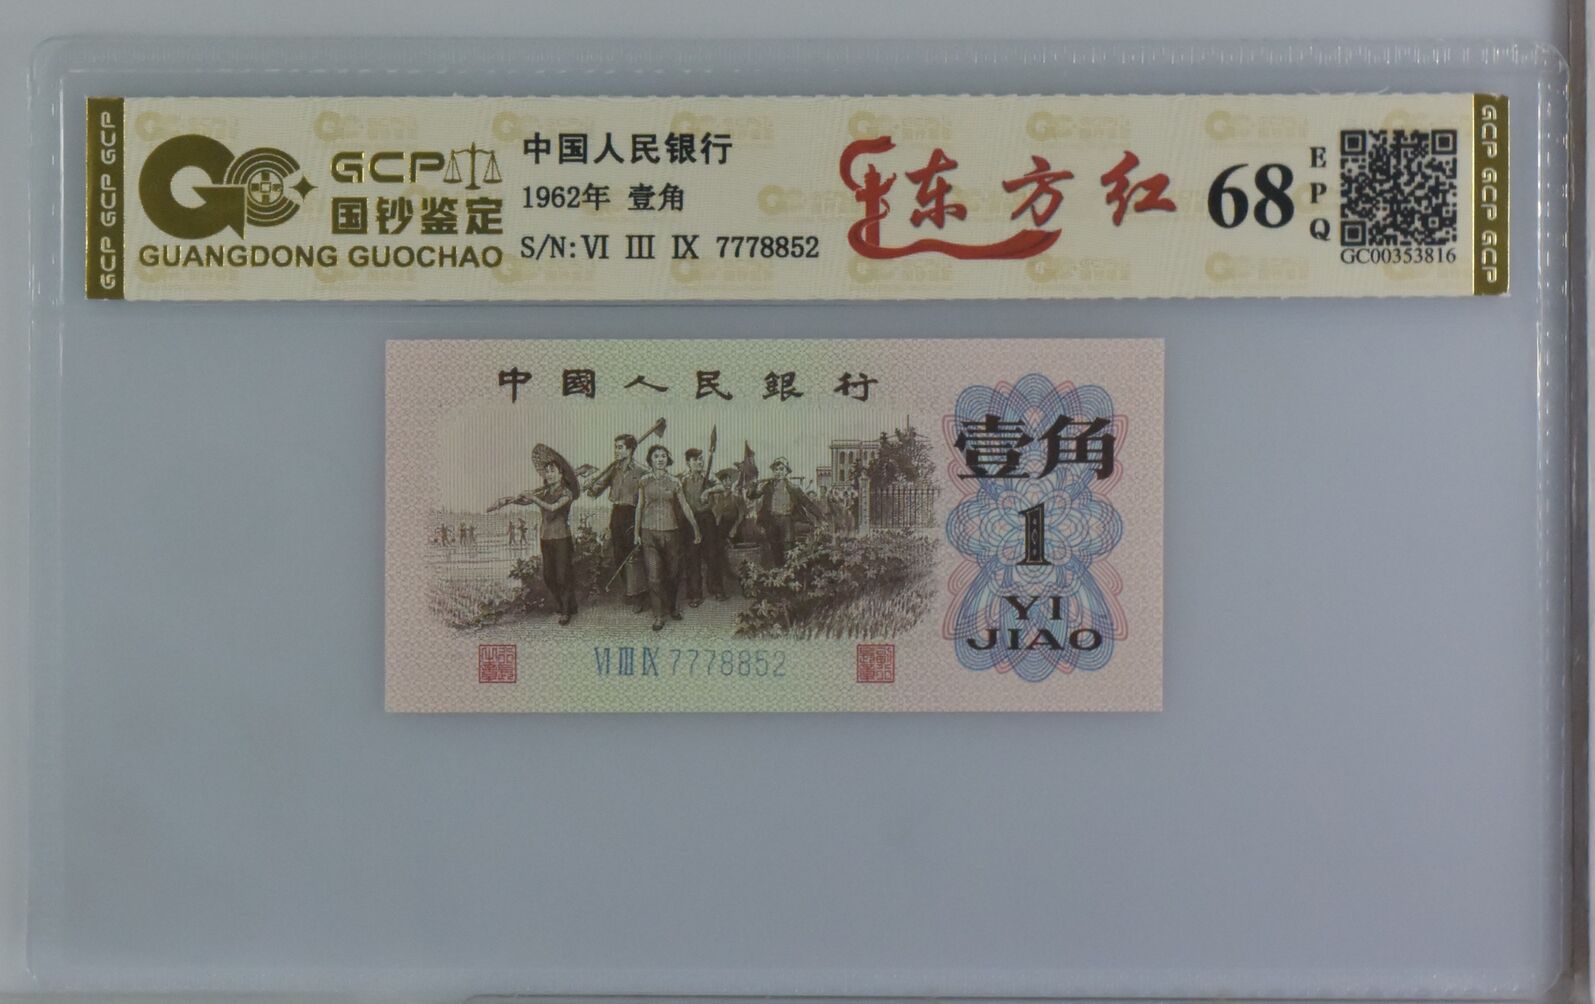 GCP GCP GCP
GCP
国钞鉴定
GUANGDONG GUOCHAO
中国人民银行
1962年 壹角
S/N: Ⅵ Ⅲ Ⅸ 7778852
东方红
68
EPQ
GC00353816
GCP GCP GCP
中國人民銀行
壹角
1
YI
JIAO
Ⅵ Ⅲ Ⅸ 7778852